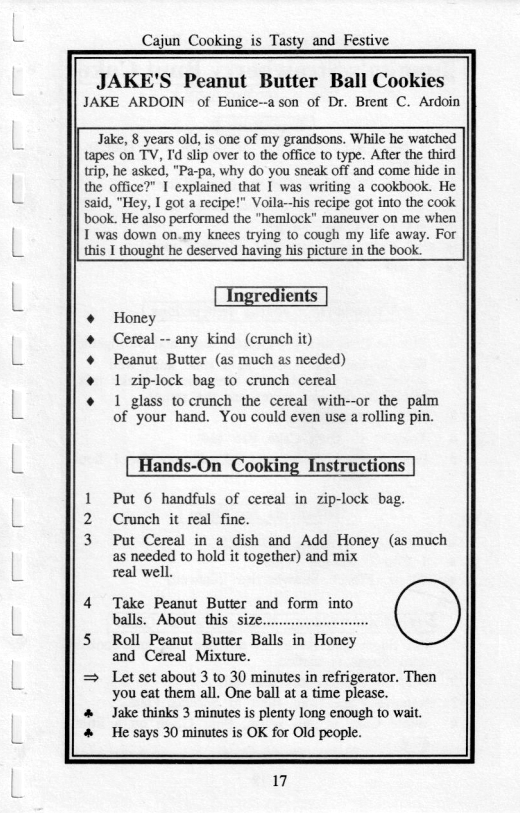 Cajun Cooking is Tasty and Festive
JAKE'S Peanut Butter Ball Cookies
JAKE ARDOIN of Eunice--a son of Dr. Brent C. Ardoin
Jake, 8 years old, is one of my grandsons. While he watched
tapes on TV, I'd slip over to the office to type. After the third
trip, he asked, "Pa-pa, why do you sneak off and come hide in
the office?" I explained that I was writing a cookbook. He
said, "Hey, I got a recipe!" Voila--his recipe got into the cook
book. He also performed the "hemlock" maneuver on me when
I was down on my knees trying to cough my life away. For
this I thought he deserved having his picture in the book.
Ingredients
♦ Honey
♦ Cereal -- any kind (crunch it)
♦ Peanut Butter (as much as needed)
♦ 1 zip-lock bag to crunch cereal
♦ 1 glass to crunch the cereal with--or the palm
of your hand. You could even use a rolling pin.
Hands-On Cooking Instructions
1 Put 6 handfuls of cereal in zip-lock bag.
2 Crunch it real fine.
3 Put Cereal in a dish and Add Honey (as much
as needed to hold it together) and mix
real well.
4 Take Peanut Butter and form into
balls. About this size...........................
5 Roll Peanut Butter Balls in Honey
and Cereal Mixture.
⇒ Let set about 3 to 30 minutes in refrigerator. Then
you eat them all. One ball at a time please.
♣ Jake thinks 3 minutes is plenty long enough to wait.
♣ He says 30 minutes is OK for Old people.
17